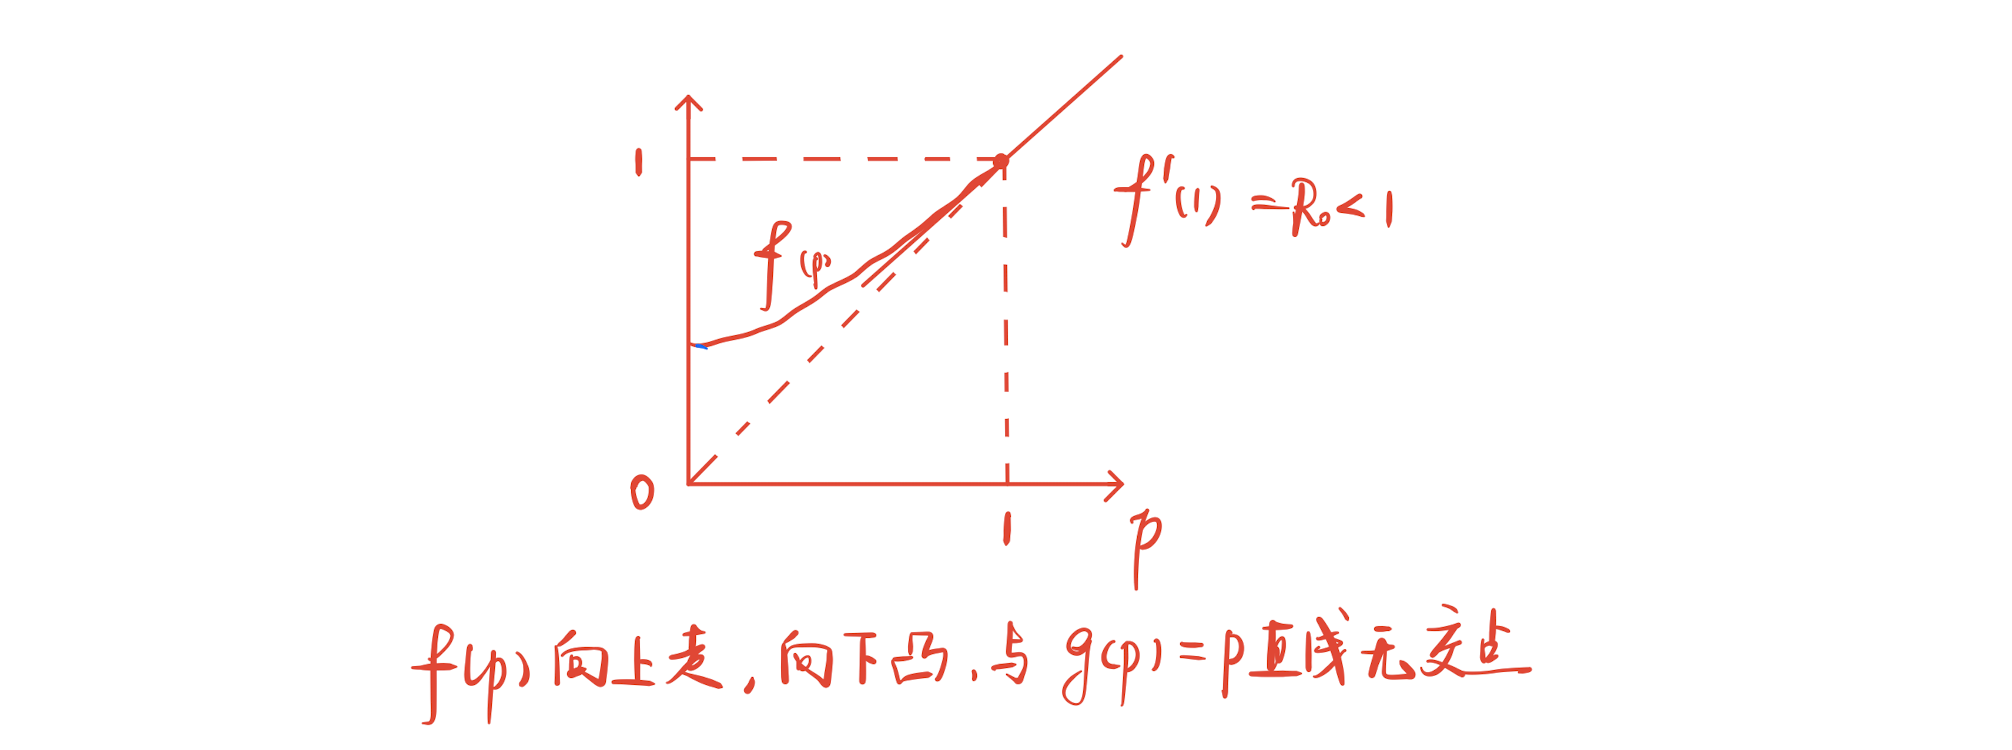 1
f(p)
f'(1) = R₀ < 1
0
1
p
f(p) 向上走，向下凸，与 g(p) = p 直线无交点